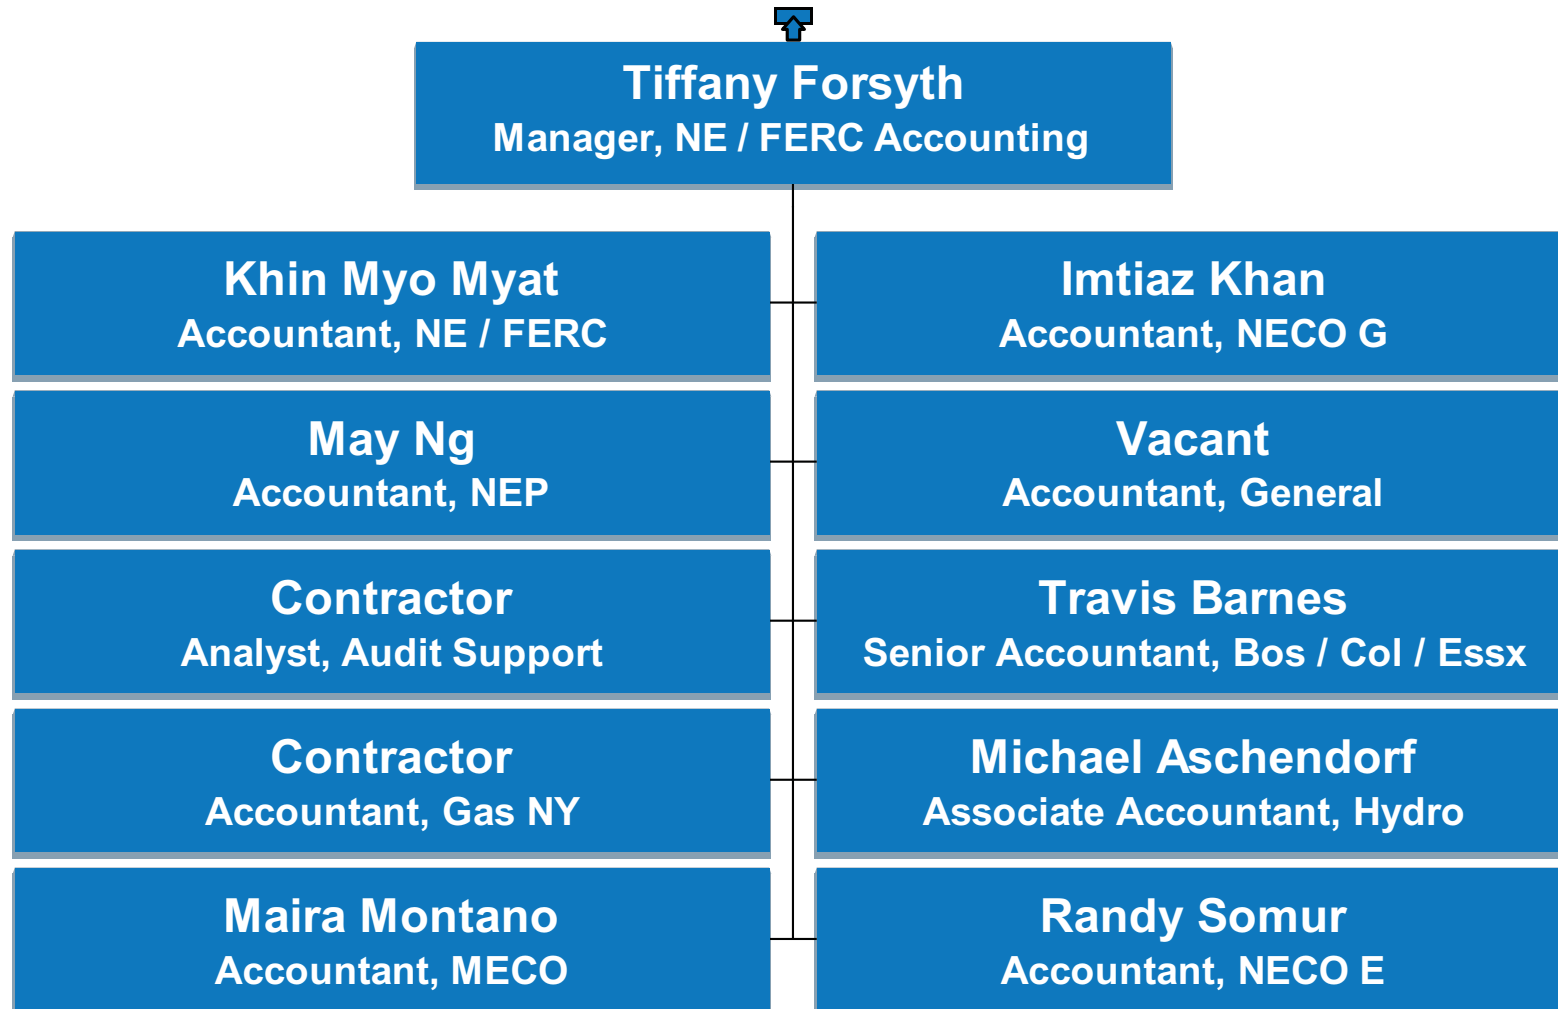 Tiffany Forsyth
Manager, NE / FERC Accounting
Khin Myo Myat
Accountant, NE / FERC
Imtiaz Khan
Accountant, NECO G
May Ng
Accountant, NEP
Vacant
Accountant, General
Contractor
Analyst, Audit Support
Travis Barnes
Senior Accountant, Bos / Col / Essx
Contractor
Accountant, Gas NY
Michael Aschendorf
Associate Accountant, Hydro
Maira Montano
Accountant, MECO
Randy Somur
Accountant, NECO E